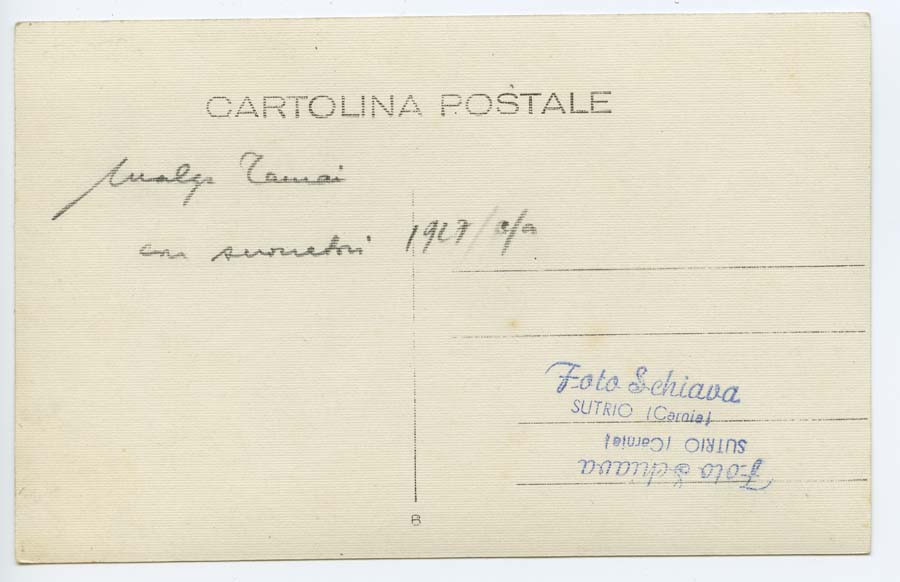 CARTOLINA POSTALE
Malga Tamai
con suonatori 1927/a/a
Foto Schiava
SUTRIO (Carnia)
SUTRIO (Carnia)
Foto Schiava
B